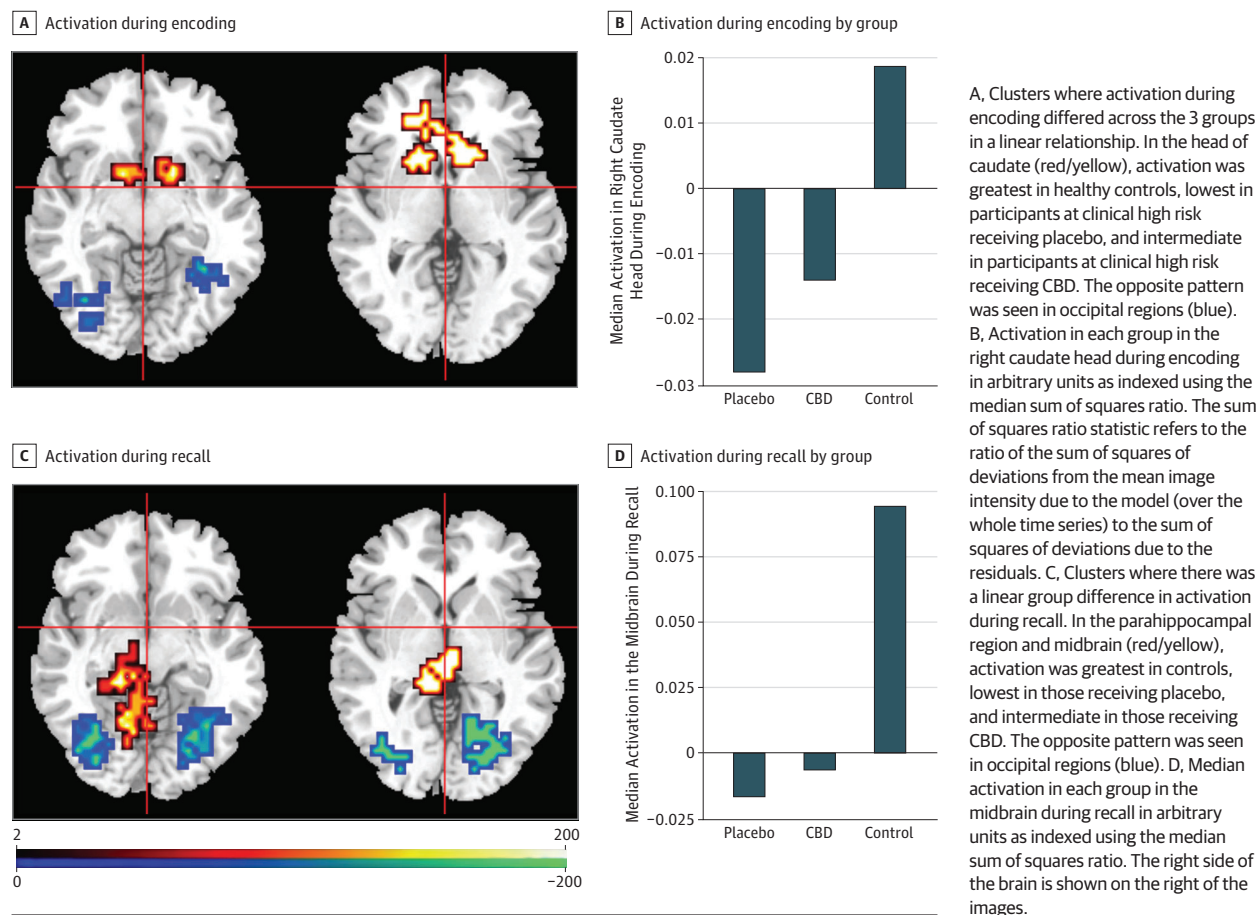 A Activation during encoding
B Activation during encoding by group
Median Activation in Right Caudate
Head During Encoding
0.02
0.01
0
−0.01
−0.02
−0.03
Placebo
CBD
Control
C Activation during recall
2
200
0
−200
D Activation during recall by group
Median Activation in the Midbrain During Recall
0.100
0.075
0.050
0.025
0
−0.025
Placebo
CBD
Control
A, Clusters where activation during
encoding differed across the 3 groups
in a linear relationship. In the head of
caudate (red/yellow), activation was
greatest in healthy controls, lowest in
participants at clinical high risk
receiving placebo, and intermediate
in participants at clinical high risk
receiving CBD. The opposite pattern
was seen in occipital regions (blue).
B, Activation in each group in the
right caudate head during encoding
in arbitrary units as indexed using the
median sum of squares ratio. The sum
of squares ratio statistic refers to the
ratio of the sum of squares of
deviations from the mean image
intensity due to the model (over the
whole time series) to the sum of
squares of deviations due to the
residuals. C, Clusters where there was
a linear group difference in activation
during recall. In the parahippocampal
region and midbrain (red/yellow),
activation was greatest in controls,
lowest in those receiving placebo,
and intermediate in those receiving
CBD. The opposite pattern was seen
in occipital regions (blue). D, Median
activation in each group in the
midbrain during recall in arbitrary
units as indexed using the median
sum of squares ratio. The right side of
the brain is shown on the right of the
images.